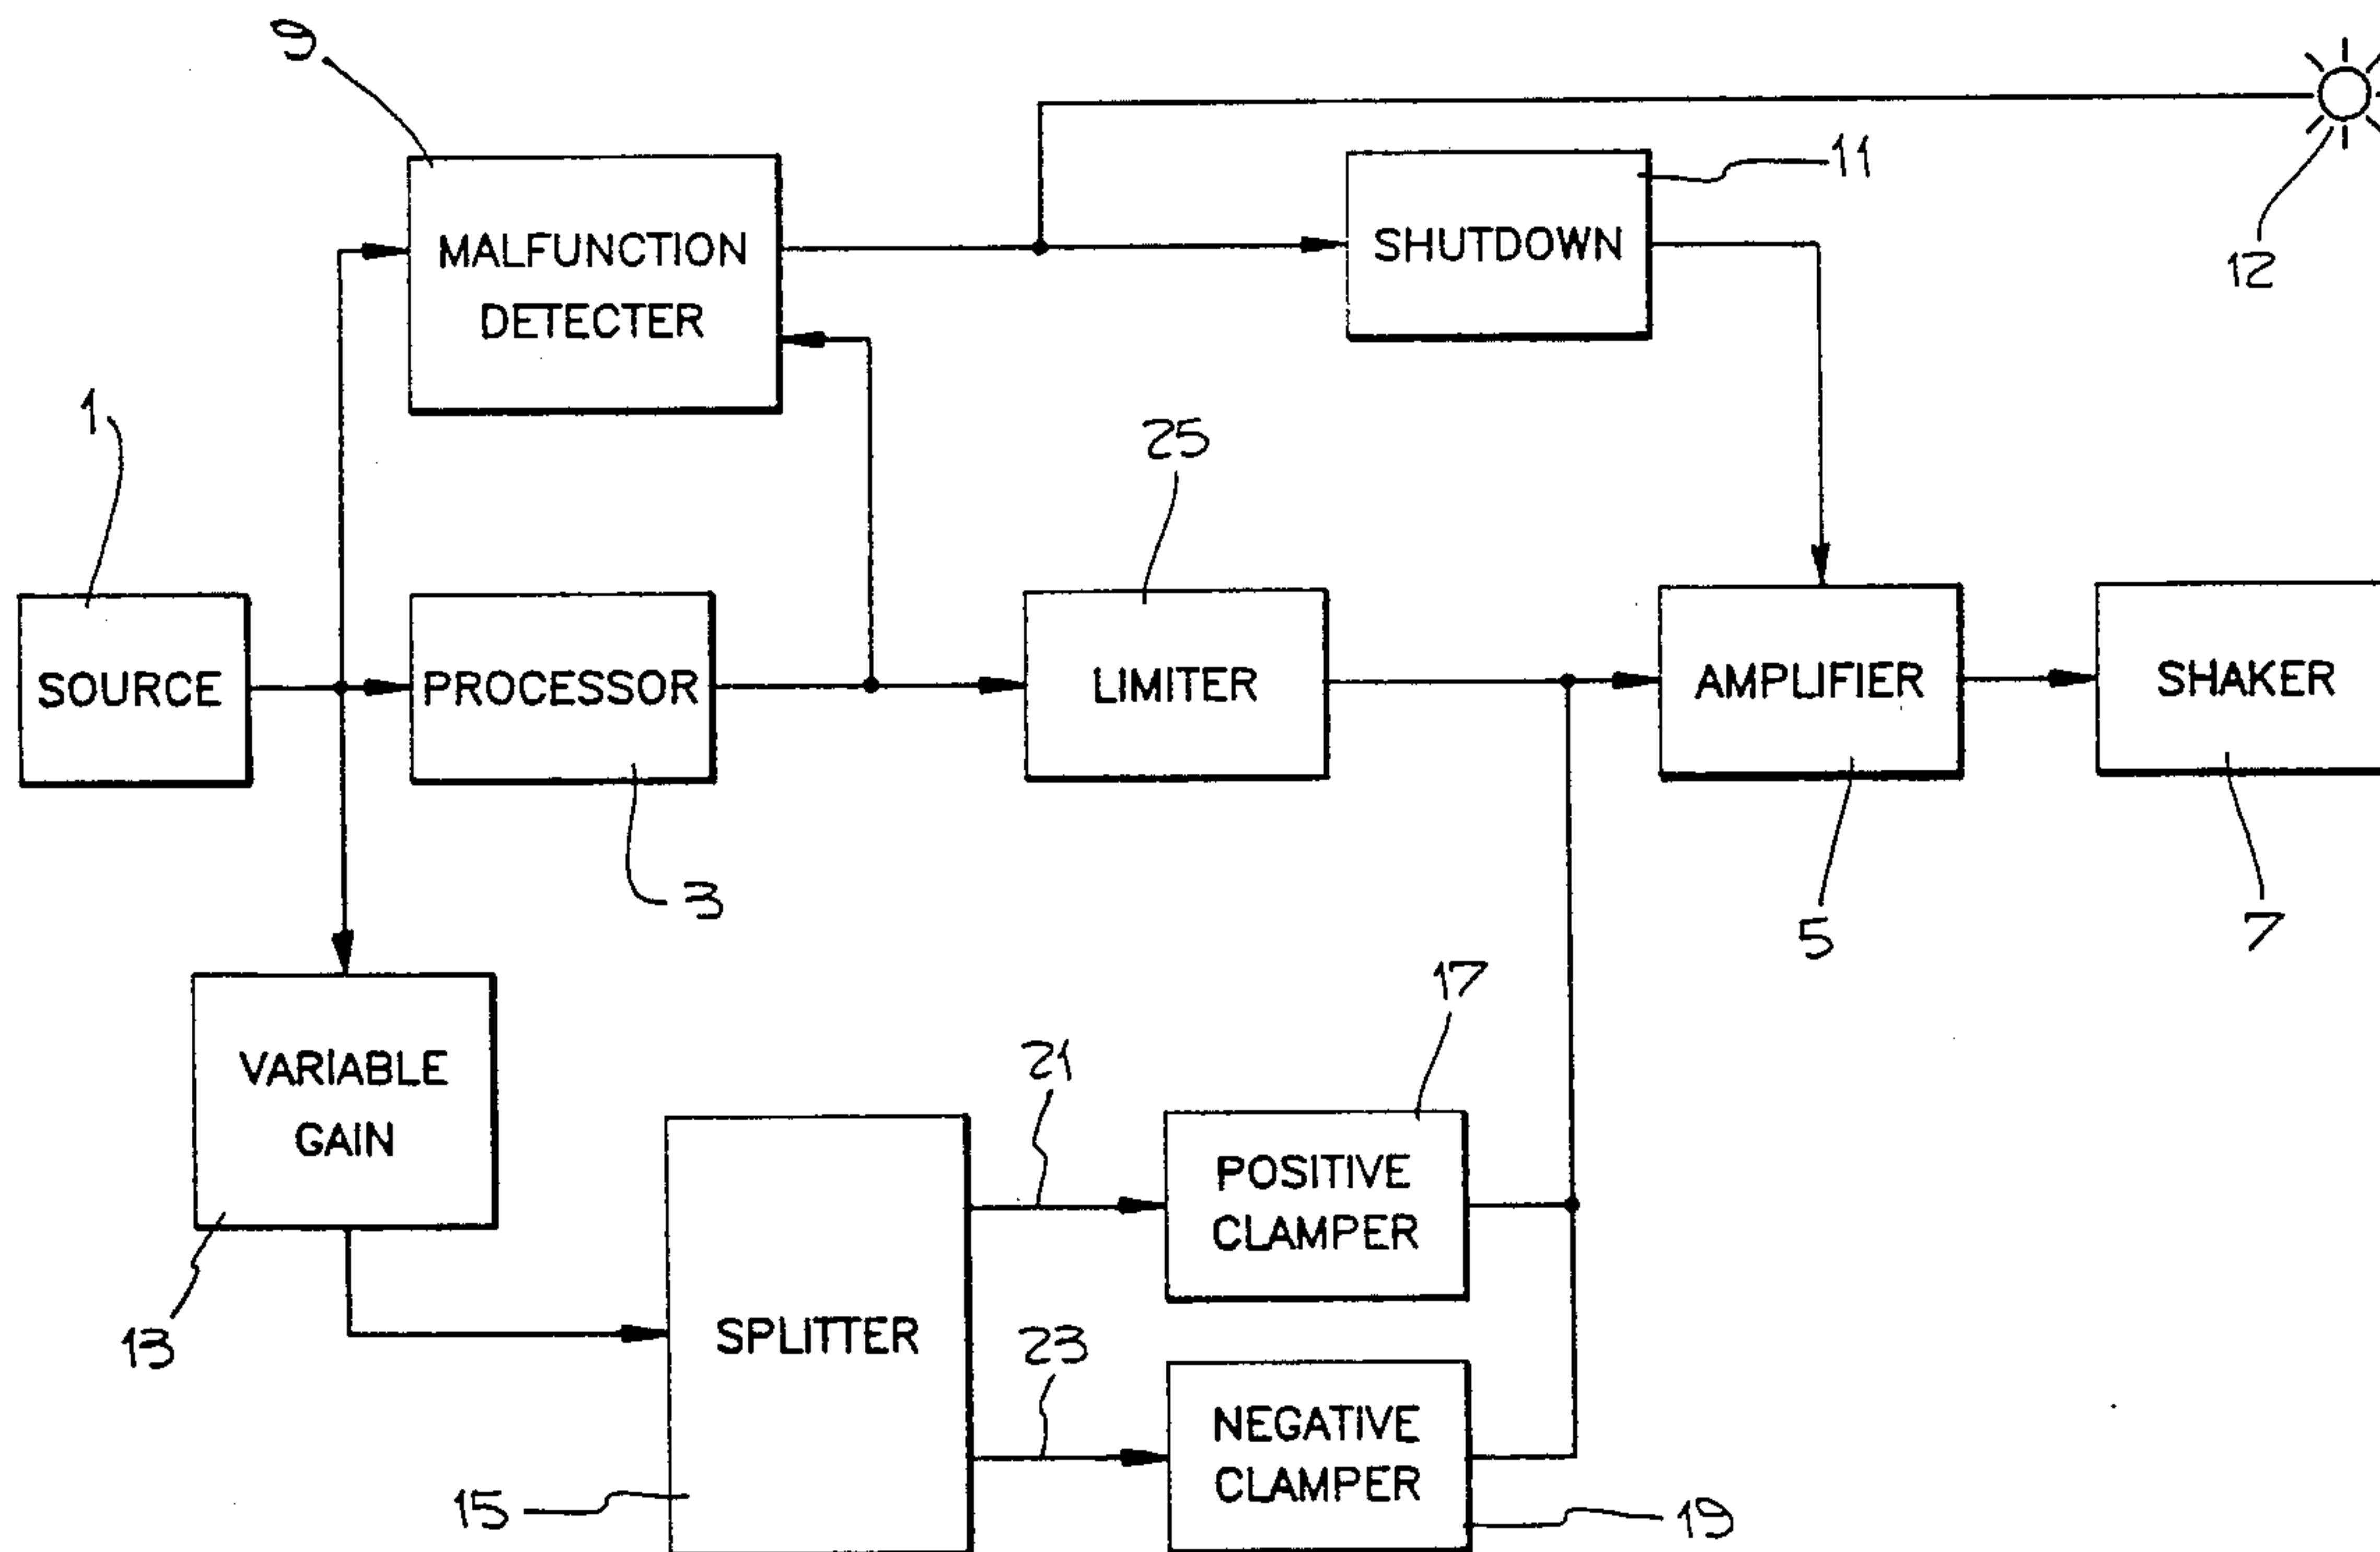 9
12
11
MALFUNCTION
DETECTER
SHUTDOWN
1
25
SOURCE
PROCESSOR
LIMITER
AMPLIFIER
SHAKER
3
5
7
VARIABLE
GAIN
13
17
21
POSITIVE
CLAMPER
SPLITTER
23
NEGATIVE
CLAMPER
15
19